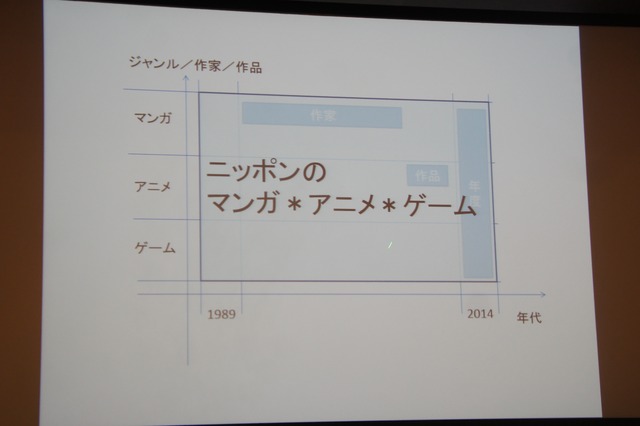 ジャンル／作家／作品
マンガ
作家
ニッポンの
マンガ＊アニメ＊ゲーム
アニメ
作品
年
ゲーム
1989
2014
年代